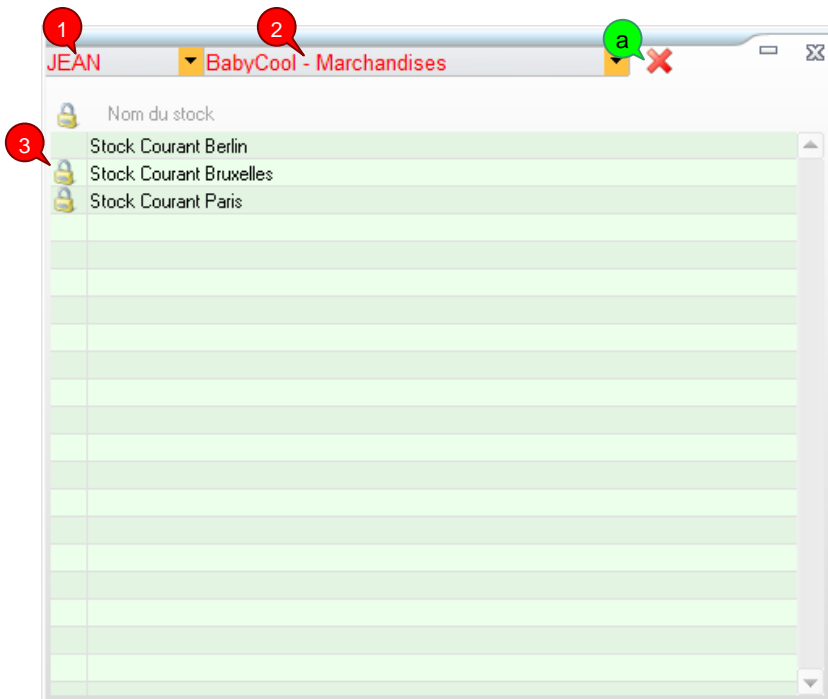 1 2 a
JEAN BabyCool - Marchandises
Nom du stock
3 Stock Courant Berlin
Stock Courant Bruxelles
Stock Courant Paris